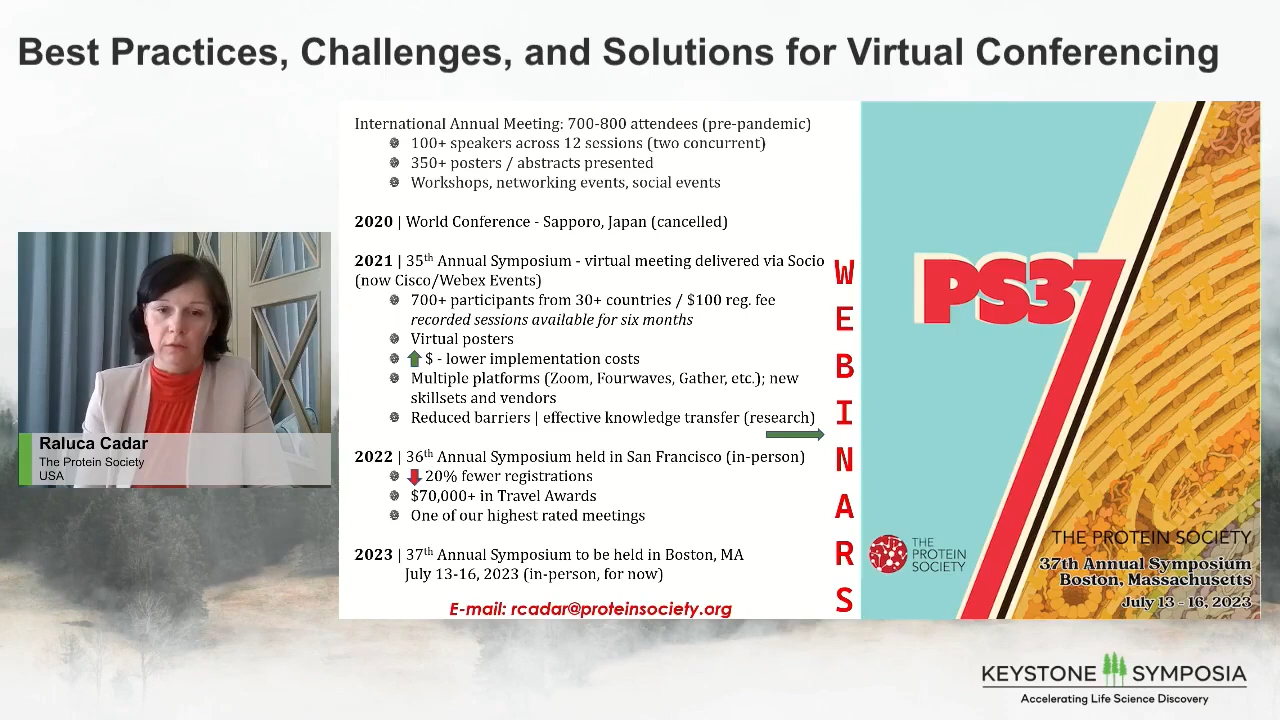 Best Practices, Challenges, and Solutions for Virtual Conferencing
International Annual Meeting: 700-800 attendees (pre-pandemic)
100+ speakers across 12 sessions (two concurrent)
350+ posters / abstracts presented
Workshops, networking events, social events
2020 | World Conference - Sapporo, Japan (cancelled)
2021 | 35th Annual Symposium - virtual meeting delivered via Socio
(now Cisco/Webex Events)
700+ participants from 30+ countries / $100 reg. fee
recorded sessions available for six months
Virtual posters
$ - lower implementation costs
Multiple platforms (Zoom, Fourwaves, Gather, etc.); new
skillsets and vendors
Reduced barriers | effective knowledge transfer (research)
2022 | 36th Annual Symposium held in San Francisco (in-person)
20% fewer registrations
$70,000+ in Travel Awards
One of our highest rated meetings
2023 | 37th Annual Symposium to be held in Boston, MA
July 13-16, 2023 (in-person, for now)
E-mail: rcadar@proteinsociety.org
WEBINARS
PS37
THE
PROTEIN
SOCIETY
THE PROTEIN SOCIETY
37th Annual Symposium
Boston, Massachusetts
July 13 - 16, 2023
Raluca Cadar
The Protein Society
USA
KEYSTONE SYMPOSIA
Accelerating Life Science Discovery